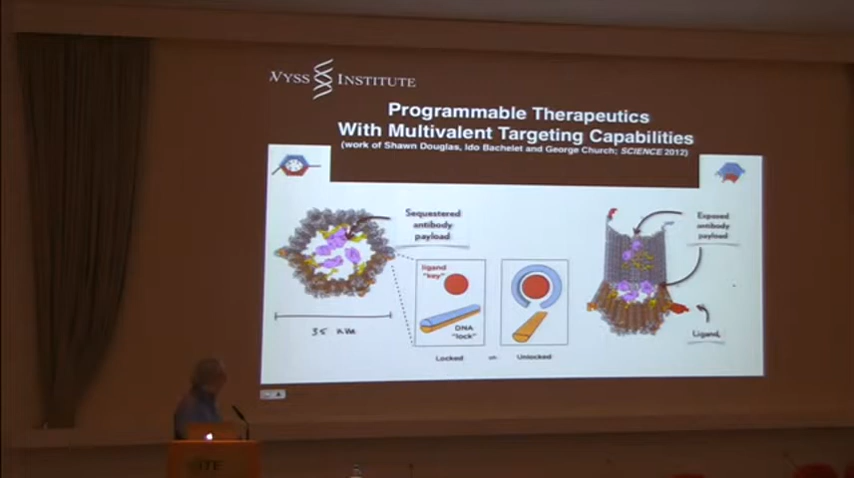 WYSS INSTITUTE
Programmable Therapeutics
With Multivalent Targeting Capabilities
(work of Shawn Douglas, Ido Bachelet and George Church; SCIENCE 2012)
Sequestered
antibody
payload
Exposed
antibody
payload
ligand
"key"
DNA
"lock"
35 nm
Locked
Unlocked
Ligand